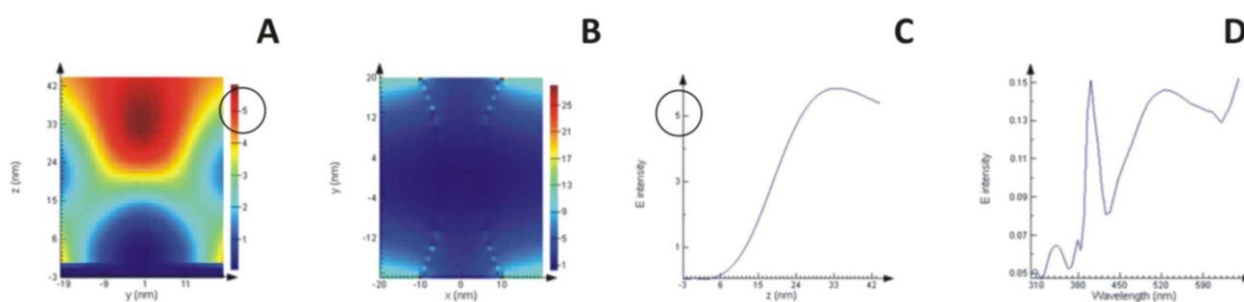 A
42
33
24
15
6
-3
z (nm)
-19 -9 1 11
y (nm)
5
4
3
2
1
B
20
12
4
-4
-12
y (nm)
-20 -10 0 10
x (nm)
25
21
17
13
9
5
1
C
5
3
1
E intensity
-3 6 15 24 33 42
z (nm)
D
0.15
0.13
0.11
0.09
0.07
0.05
E intensity
310 380 450 520 590
Wavelength (nm)